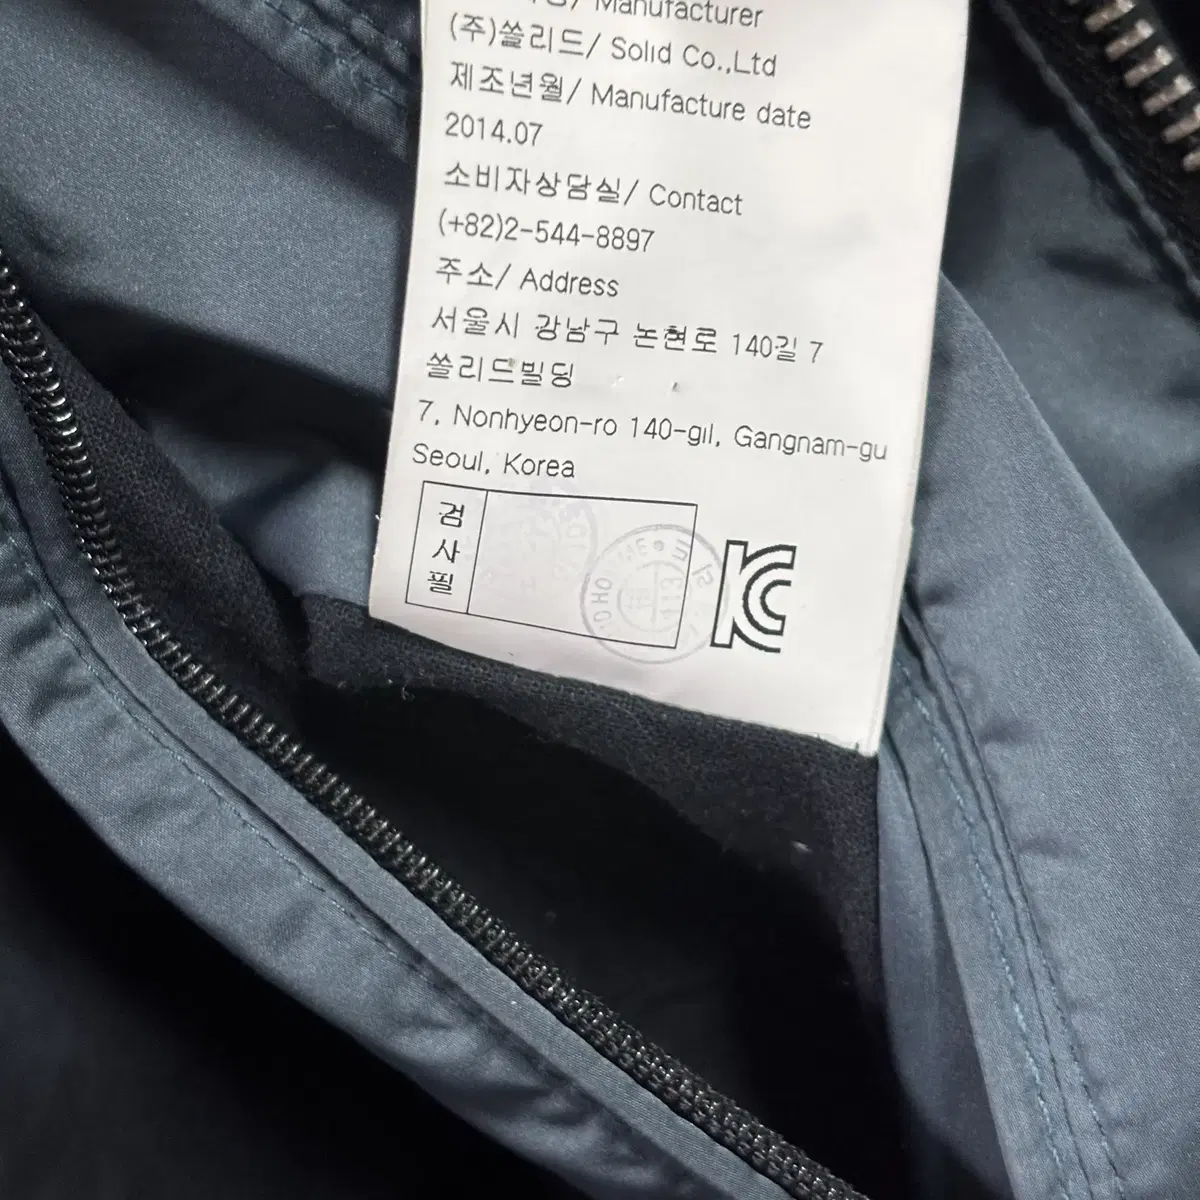 Manufacturer
(주)쏠리드/ Solid Co.,Ltd
제조년월/ Manufacture date
2014.07
소비자상담실/ Contact
(+82)2-544-8897
주소/ Address
서울시 강남구 논현로 140길 7
쏠리드빌딩
7, Nonhyeon-ro 140-gil, Gangnam-gu
Seoul, Korea
검
사
필
KC